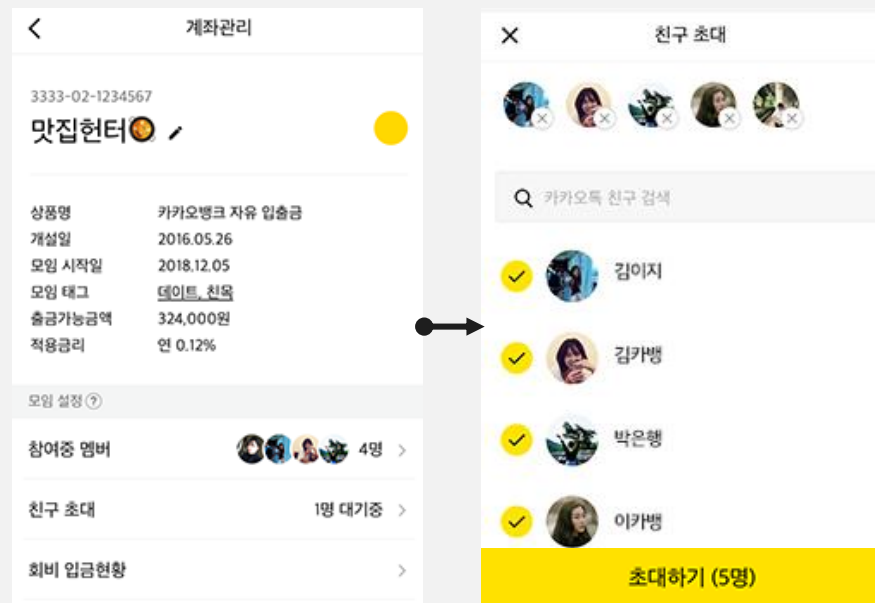 계좌관리
3333-02-1234567
맛집헌터
상품명 카카오뱅크 자유 입출금
개설일 2016.05.26
모임 시작일 2018.12.05
모임 태그 데이트, 친목
출금가능금액 324,000원
적용금리 연 0.12%
모임 설정 ?
참여중 멤버 4명
친구 초대 1명 대기중
회비 입금현황
친구 초대
카카오톡 친구 검색
김이지
김카뱅
박은행
이카뱅
초대하기 (5명)